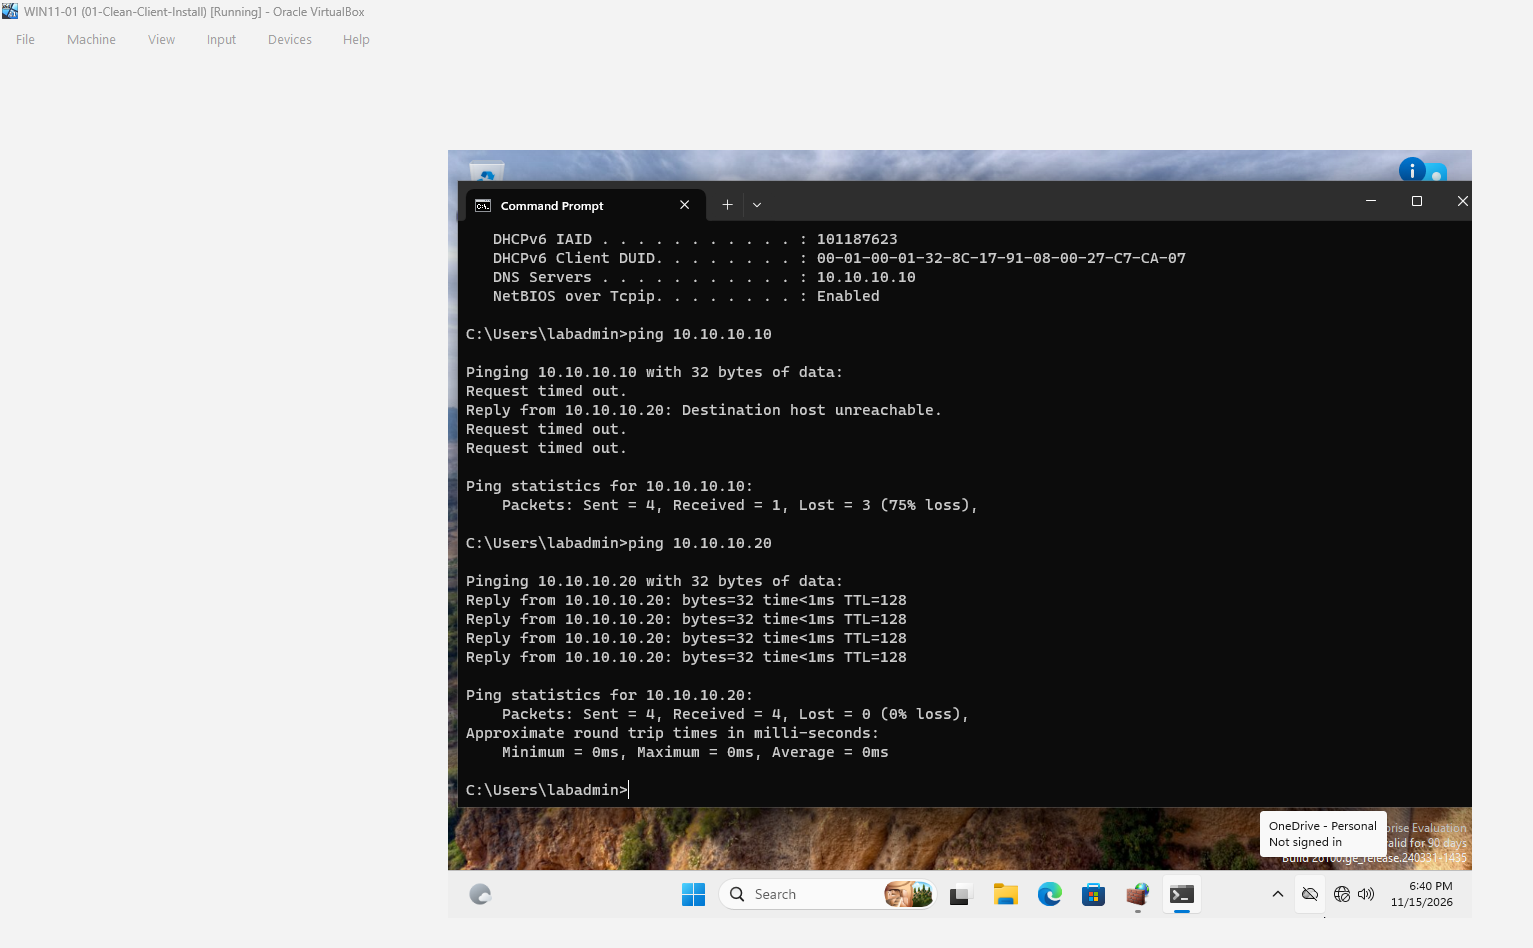 WIN11-01 (01-Clean-Client-Install) [Running] - Oracle VirtualBox
File Machine View Input Devices Help
Command Prompt
DHCPv6 IAID . . . . . . . . . . . : 101187623
DHCPv6 Client DUID. . . . . . . . : 00-01-00-01-32-8C-17-91-08-00-27-C7-CA-07
DNS Servers . . . . . . . . . . . : 10.10.10.10
NetBIOS over Tcpip. . . . . . . . : Enabled
C:\Users\labadmin>ping 10.10.10.10
Pinging 10.10.10.10 with 32 bytes of data:
Request timed out.
Reply from 10.10.10.20: Destination host unreachable.
Request timed out.
Request timed out.
Ping statistics for 10.10.10.10:
Packets: Sent = 4, Received = 1, Lost = 3 (75% loss),
C:\Users\labadmin>ping 10.10.10.20
Pinging 10.10.10.20 with 32 bytes of data:
Reply from 10.10.10.20: bytes=32 time<1ms TTL=128
Reply from 10.10.10.20: bytes=32 time<1ms TTL=128
Reply from 10.10.10.20: bytes=32 time<1ms TTL=128
Reply from 10.10.10.20: bytes=32 time<1ms TTL=128
Ping statistics for 10.10.10.20:
Packets: Sent = 4, Received = 4, Lost = 0 (0% loss),
Approximate round trip times in milli-seconds:
Minimum = 0ms, Maximum = 0ms, Average = 0ms
C:\Users\labadmin>
OneDrive - Personal
Not signed in
Evaluation
for 90 days
Build 26100.ge_release.240331-1435
Search
6:40 PM
11/15/2026